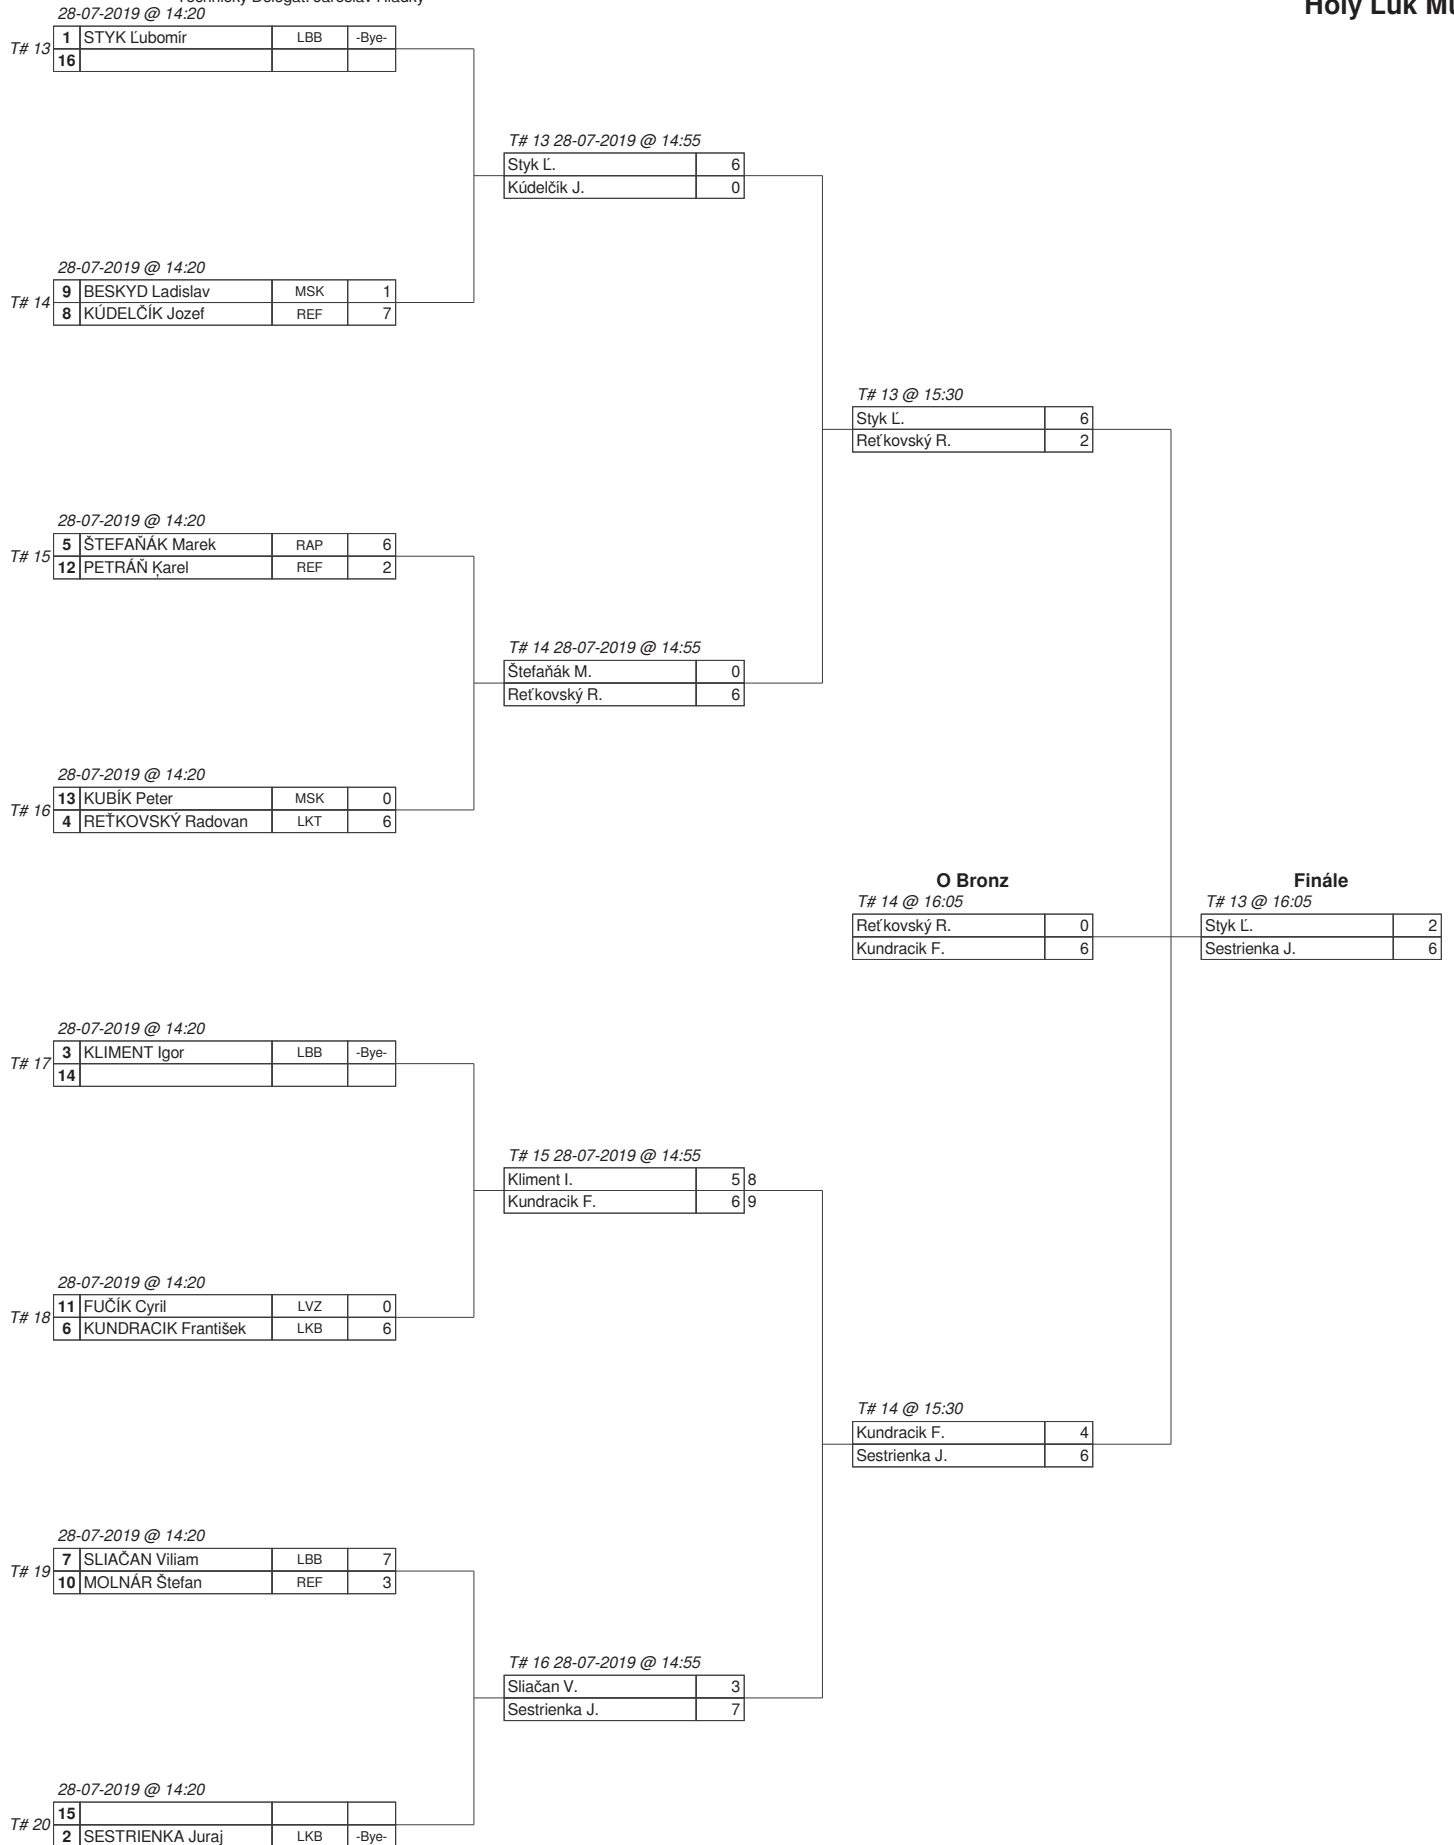 Technický Delegát: Jaroslav Hladký
Holý Luk Mu
28-07-2019 @ 14:20
T# 13
1 STYK Ľubomír LBB -Bye-
16
T# 13 28-07-2019 @ 14:55
Styk Ľ. 6
Kúdelčík J. 0
28-07-2019 @ 14:20
T# 14
9 BESKYD Ladislav MSK 1
8 KÚDELČÍK Jozef REF 7
T# 13 @ 15:30
Styk Ľ. 6
Reťkovský R. 2
28-07-2019 @ 14:20
T# 15
5 ŠTEFAŇÁK Marek RAP 6
12 PETRÁŇ Ķarel REF 2
T# 14 28-07-2019 @ 14:55
Štefaňák M. 0
Reťkovský R. 6
28-07-2019 @ 14:20
T# 16
13 KUBÍK Peter MSK 0
4 REŤKOVSKÝ Radovan LKT 6
O Bronz
T# 14 @ 16:05
Reťkovský R. 0
Kundracik F. 6
Finále
T# 13 @ 16:05
Styk Ľ. 2
Sestrienka J. 6
28-07-2019 @ 14:20
T# 17
3 KLIMENT Igor LBB -Bye-
14
T# 15 28-07-2019 @ 14:55
Kliment I. 5 8
Kundracik F. 6 9
28-07-2019 @ 14:20
T# 18
11 FUČÍK Cyril LVZ 0
6 KUNDRACIK František LKB 6
T# 14 @ 15:30
Kundracik F. 4
Sestrienka J. 6
28-07-2019 @ 14:20
T# 19
7 SLIAČAN Viliam LBB 7
10 MOLNÁR Štefan REF 3
T# 16 28-07-2019 @ 14:55
Sliačan V. 3
Sestrienka J. 7
28-07-2019 @ 14:20
T# 20
15
2 SESTRIENKA Juraj LKB -Bye-